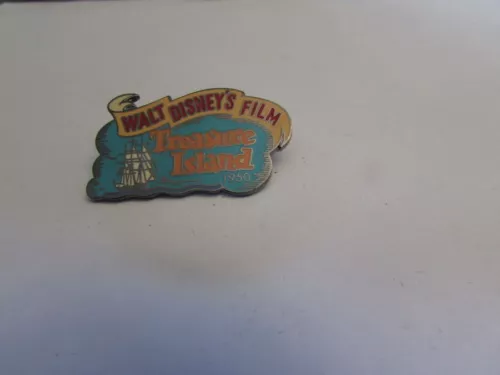 WALT DISNEY'S FILM
Treasure
Island
1950